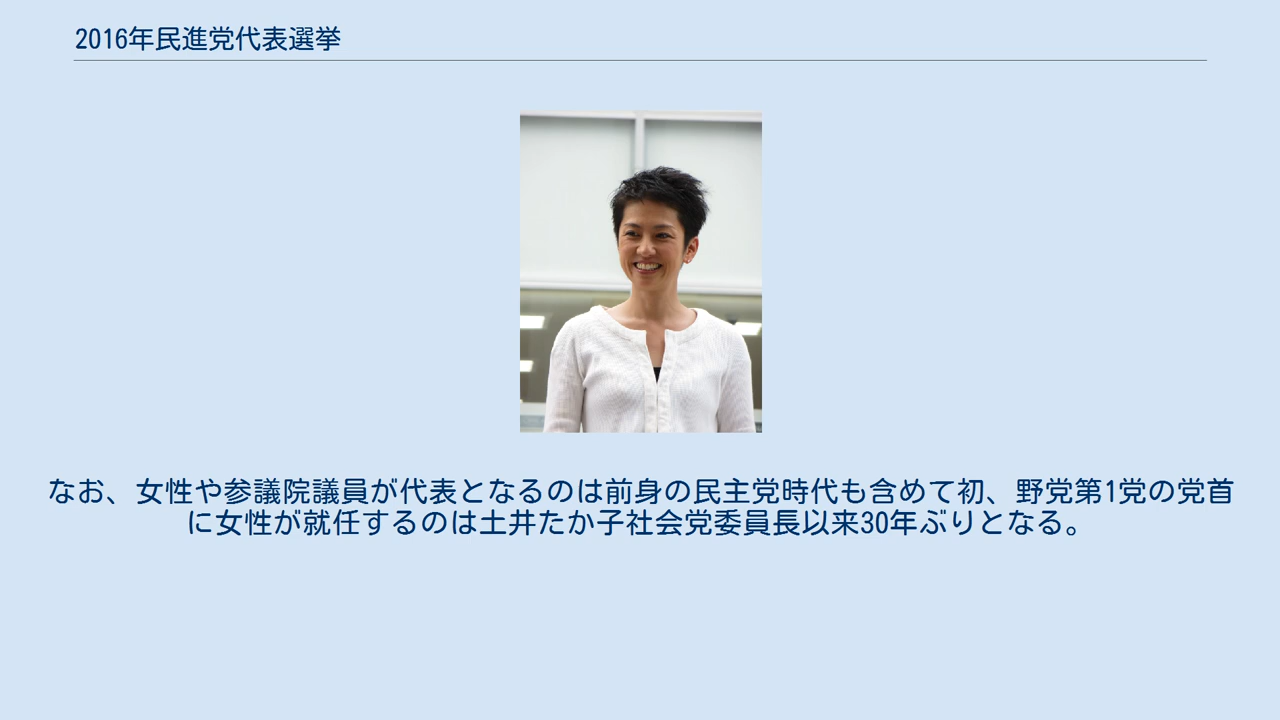 2016年民進党代表選挙
なお、女性や参議院議員が代表となるのは前身の民主党時代も含めて初、野党第1党の党首
に女性が就任するのは土井たか子社会党委員長以来30年ぶりとなる。